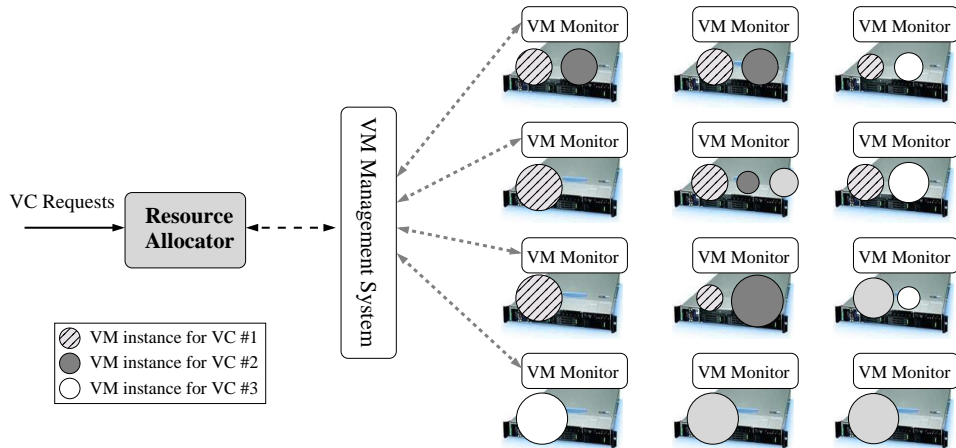 VM Monitor
VM Monitor
VM Monitor
VM Monitor
VM Monitor
VM Monitor
VC Requests
Resource
Allocator
VM Management System
VM Monitor
VM Monitor
VM Monitor
VM instance for VC #1
VM instance for VC #2
VM instance for VC #3
VM Monitor
VM Monitor
VM Monitor